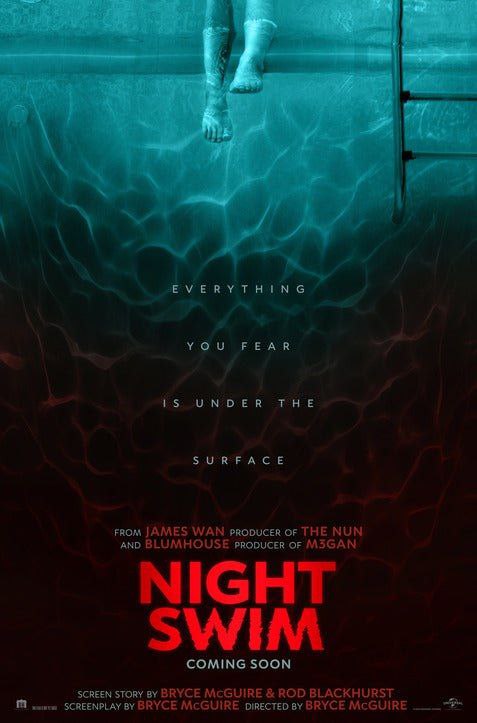 EVERYTHING
YOU FEAR
IS UNDER THE
SURFACE
FROM JAMES WAN PRODUCER OF THE NUN
AND BLUMHOUSE PRODUCER OF M3GAN
NIGHT
SWIM
COMING SOON
SCREEN STORY BY BRYCE McGUIRE & ROD BLACKHURST
SCREENPLAY BY BRYCE McGUIRE DIRECTED BY BRYCE McGUIRE